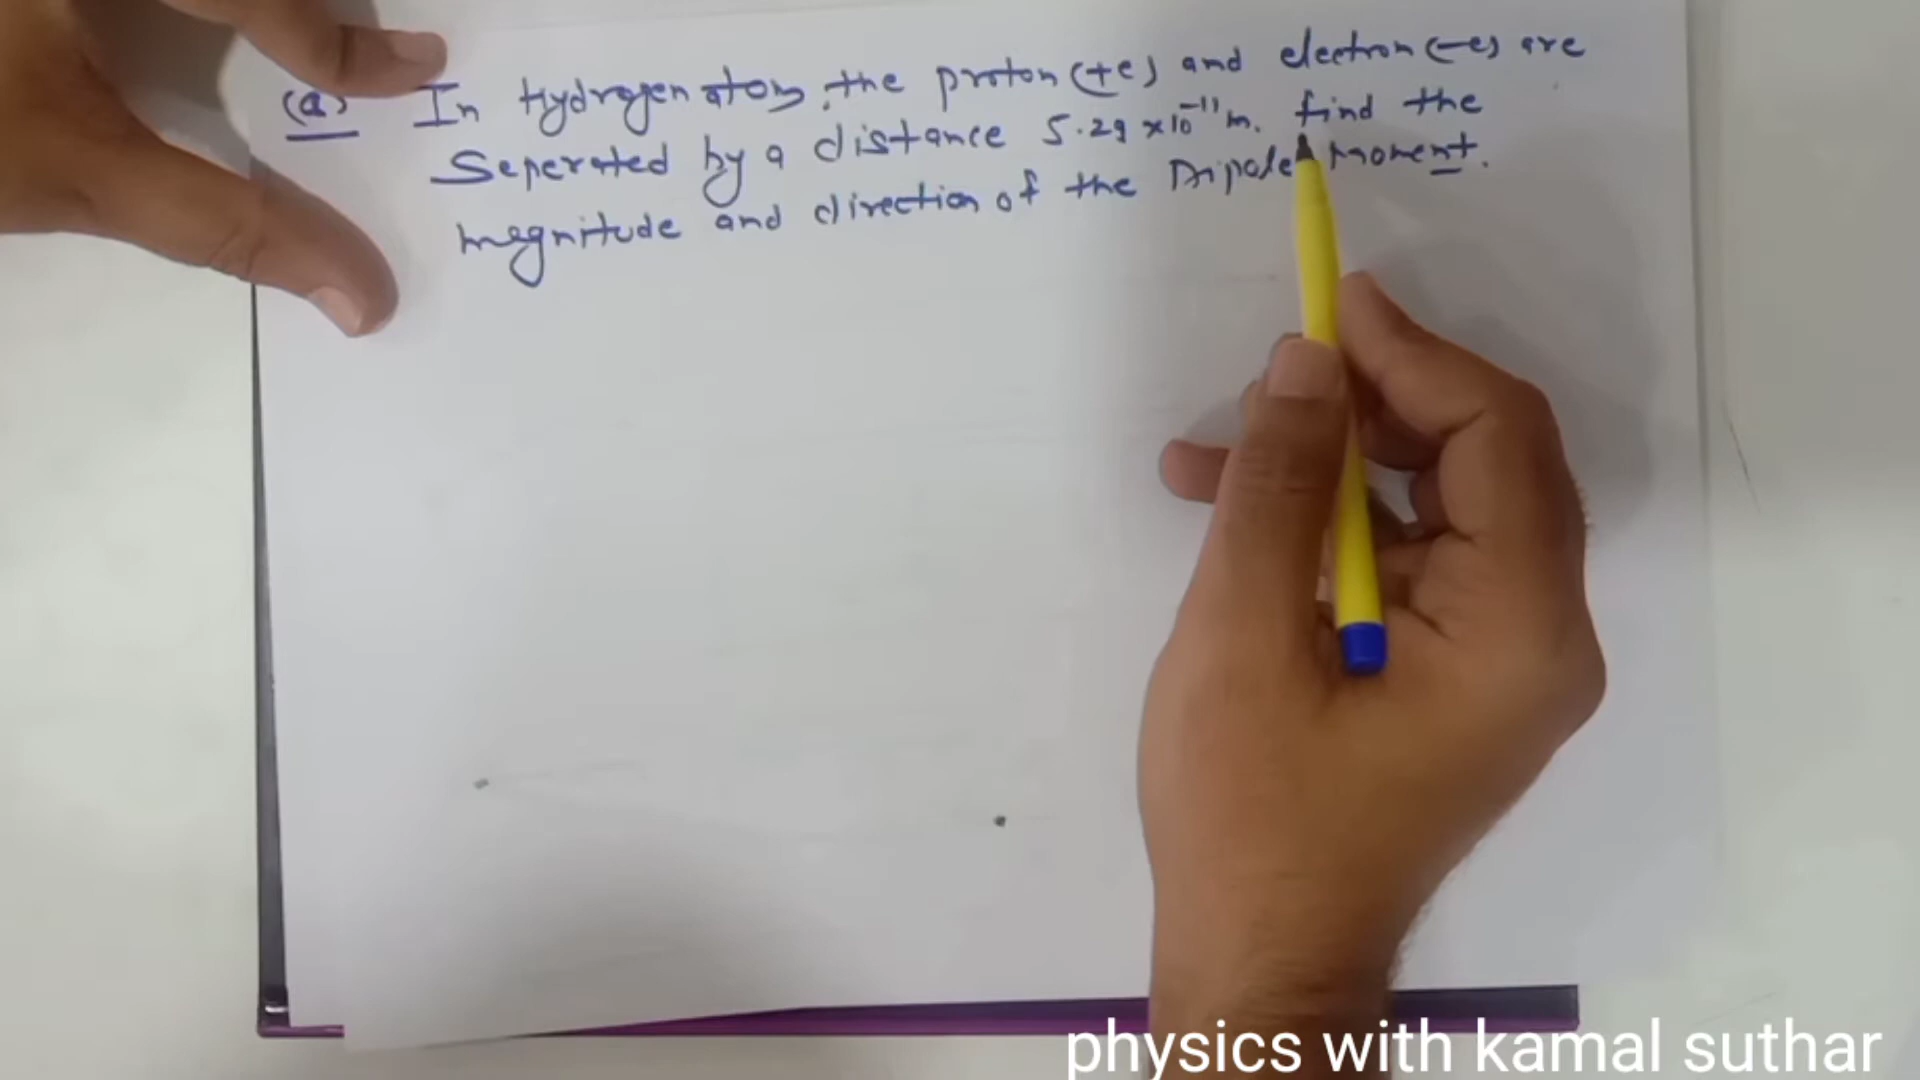 (Q) In Hydrogen atom, the proton (+e) and electron (-e) are
Seperated by a distance 5.29 ×10⁻¹¹ m. find the
magnitude and direction of the Dipole Moment.
physics with kamal suthar